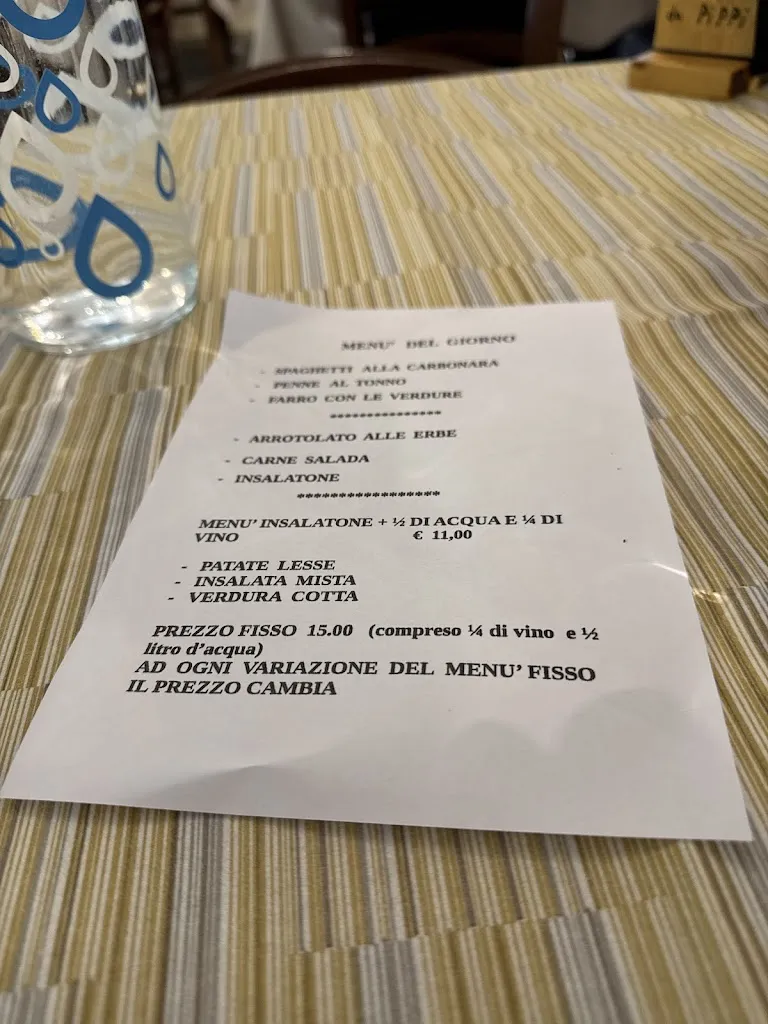 da PiPPi
MENU' DEL GIORNO
- SPAGHETTI ALLA CARBONARA
- PENNE AL TONNO
- FARRO CON LE VERDURE
***************
- ARROTOLATO ALLE ERBE
- CARNE SALADA
- INSALATONE
*****************
MENU' INSALATONE + ½ DI ACQUA E ¼ DI
VINO € 11,00
- PATATE LESSE
- INSALATA MISTA
- VERDURA COTTA
PREZZO FISSO 15.00 (compreso ¼ di vino e ½
litro d'acqua)
AD OGNI VARIAZIONE DEL MENU' FISSO
IL PREZZO CAMBIA